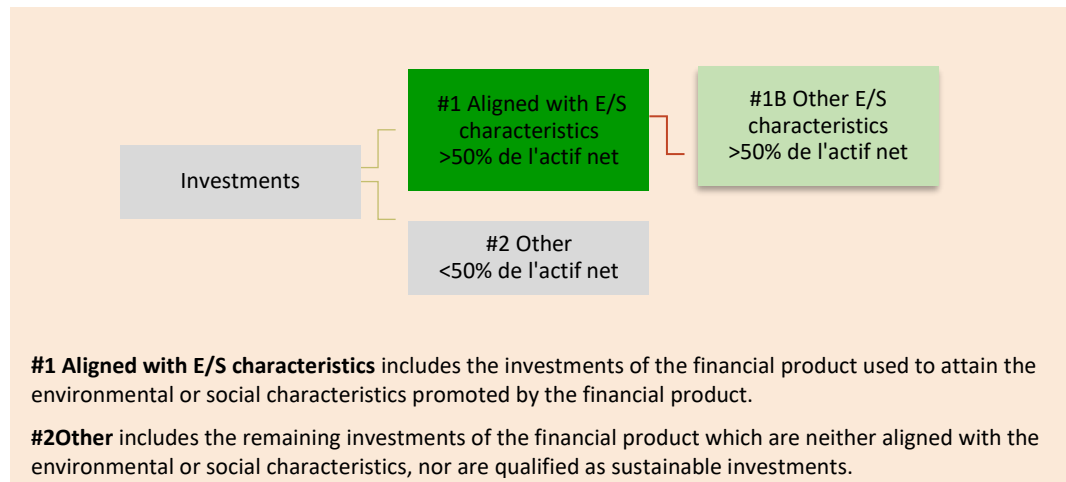 #1 Aligned with E/S
characteristics
>50% de l'actif net
#1B Other E/S
characteristics
>50% de l'actif net
Investments
#2 Other
<50% de l'actif net
#1 Aligned with E/S characteristics includes the investments of the financial product used to attain the
environmental or social characteristics promoted by the financial product.
#2Other includes the remaining investments of the financial product which are neither aligned with the
environmental or social characteristics, nor are qualified as sustainable investments.